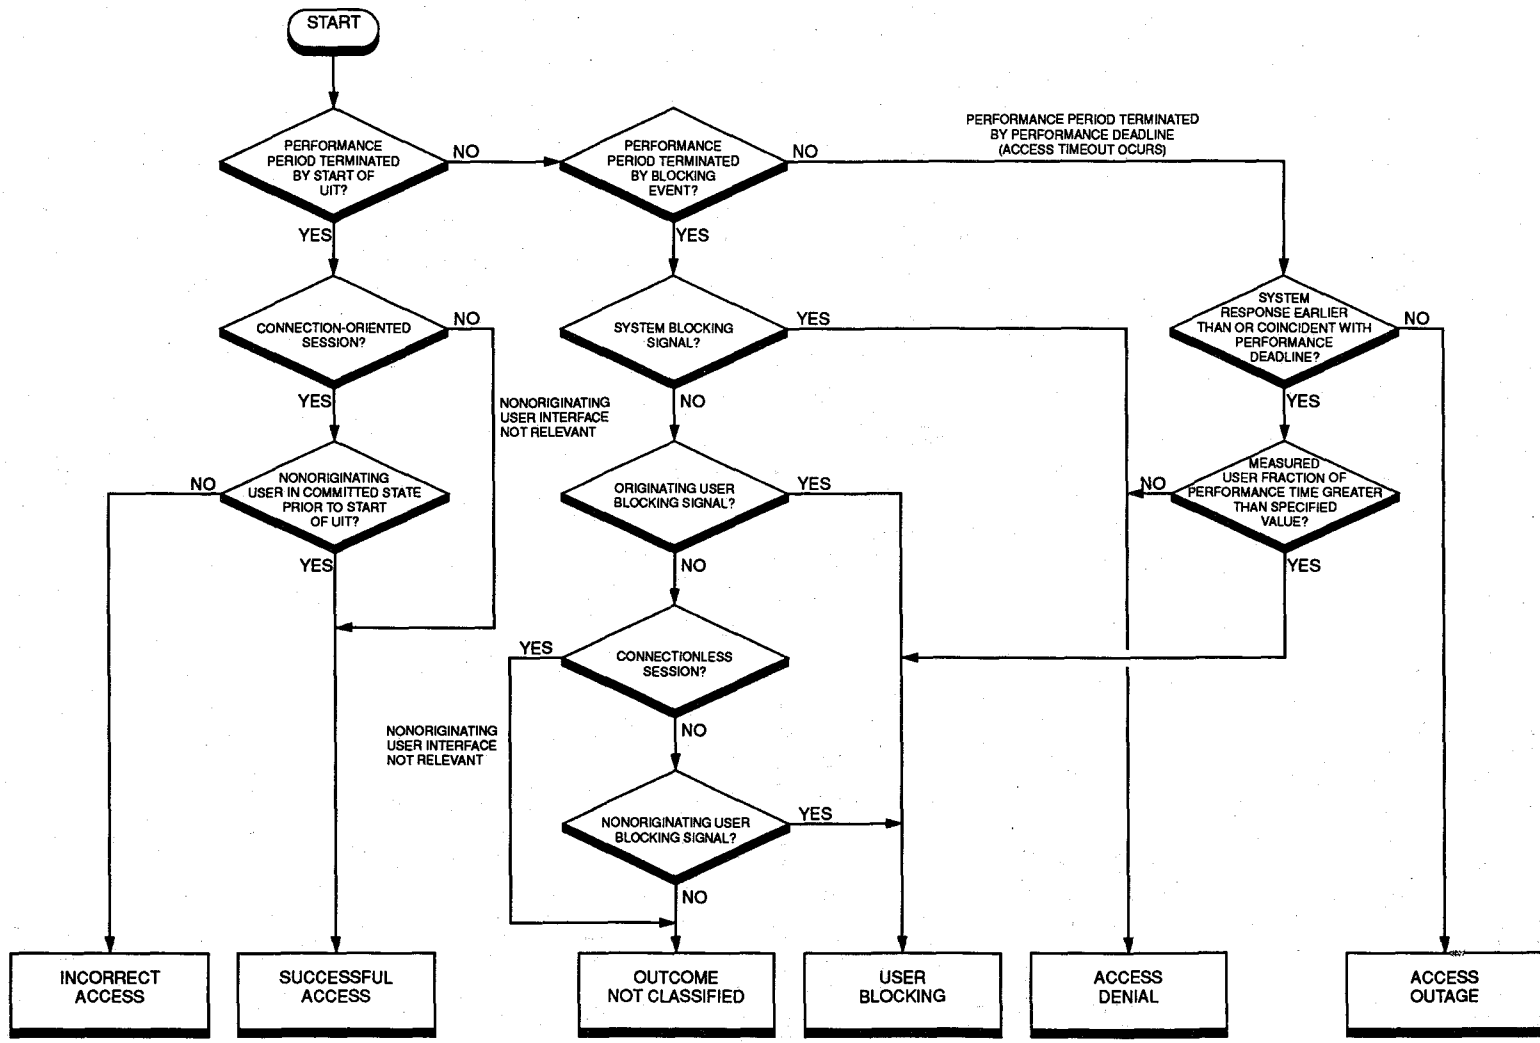 START
PERFORMANCE
PERIOD TERMINATED
BY START OF
UIT?
NO
YES
PERFORMANCE
PERIOD TERMINATED
BY BLOCKING
EVENT?
NO
YES
PERFORMANCE PERIOD TERMINATED
BY PERFORMANCE DEADLINE
(ACCESS TIMEOUT OCURS)
CONNECTION-ORIENTED
SESSION?
NO
YES
NONORIGINATING
USER INTERFACE
NOT RELEVANT
SYSTEM BLOCKING
SIGNAL?
YES
NO
SYSTEM
RESPONSE EARLIER
THAN OR COINCIDENT WITH
PERFORMANCE
DEADLINE?
NO
YES
NONORIGINATING
USER IN COMMITTED STATE
PRIOR TO START
OF UIT?
NO
YES
ORIGINATING USER
BLOCKING SIGNAL?
YES
NO
MEASURED
USER FRACTION OF
PERFORMANCE TIME GREATER
THAN SPECIFIED
VALUE?
NO
YES
CONNECTIONLESS
SESSION?
YES
NO
NONORIGINATING
USER INTERFACE
NOT RELEVANT
NONORIGINATING USER
BLOCKING SIGNAL?
YES
NO
INCORRECT
ACCESS
SUCCESSFUL
ACCESS
OUTCOME
NOT CLASSIFIED
USER
BLOCKING
ACCESS
DENIAL
ACCESS
OUTAGE